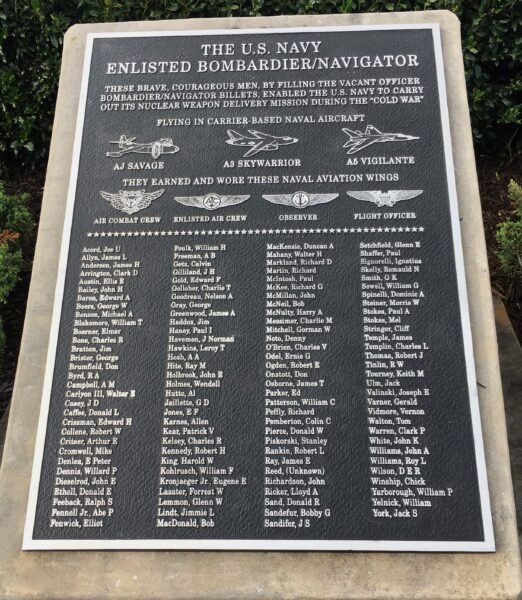 THE U.S. NAVY
ENLISTED BOMBARDIER/NAVIGATOR
THESE BRAVE, COURAGEOUS MEN, BY FILLING THE VACANT OFFICER
BOMBARDIER/NAVIGATOR BILLETS, ENABLED THE U.S. NAVY TO CARRY
OUT ITS NUCLEAR WEAPON DELIVERY MISSION DURING THE "COLD WAR"
FLYING IN CARRIER-BASED NAVAL AIRCRAFT
AJ SAVAGE
A3 SKYWARRIOR
A5 VIGILANTE
THEY EARNED AND WORE THESE NAVAL AVIATION WINGS
AIR COMBAT CREW
ENLISTED AIR CREW
OBSERVER
FLIGHT OFFICER
Acord, Joe U
Allyn, James L
Anderson, James H
Arrington, Clark D
Austin, Ellis E
Bailey, John H
Baron, Edward A
Beers, George W
Benson, Michael A
Blakemore, William T
Boerner, Elmer
Bone, Charles R
Bratton, Jim
Brister, George
Brumfield, Don
Byrd, R A
Campbell, A M
Carlyon III, Walter E
Casey, J D
Caffee, Donald L
Crissman, Edward H
Collene, Robert W
Critser, Arthur E
Cromwell, Mike
Denlea, E Peter
Dennis, Willard P
Dieselrod, John E
Ethell, Donald E
Feeback, Ralph S
Fennell Jr., Abe P
Fenwick, Elliot
Foulk, William H
Freeman, A B
Getz, Calvin
Gilliland, J H
Gold, Edward F
Golloher, Charlie T
Goodreau, Nelson A
Gray, George
Greenwood, James A
Haddox, Jim
Haney, Paul I
Havemen, J Norman
Hawkins, Leroy T
Hesh, A A
Hite, Ray M
Holbrook, John E
Holmes, Wendell
Hutto, Al
Jailletto, G D
Jones, E F
Karnes, Allen
Kear, Patrick V
Kelsey, Charles R
Kennedy, Robert H
King, Harold W
Kohlrusch, William F
Kronjaeger Jr., Eugene E
Lasater, Forrest W
Lemmon, Glenn W
Lindt, Jimmie L
MacDonald, Bob
MacKenzie, Duncan A
Mahany, Walter H
Markland, Richard D
Martin, Richard
McIntosh, Paul
McKee, Richard G
McMillan, John
McNeil, Bob
McNulty, Harry A
Messimer, Charlie M
Mitchell, Gorman W
Noto, Denny
O'Brien, Charles V
Odel, Ernie G
Ogden, Robert E
Onstott, Don
Osborne, James T
Parker, Ed
Patterson, William C
Peffly, Richard
Pemberton, Colin C
Pierce, Donald W
Piskorski, Stanley
Rankin, Robert L
Ray, James E
Reed, (Unknown)
Richardson, John
Ricker, Lloyd A
Sand, Donald R
Sandefur, Bobby G
Sandifer, J S
Setchfield, Glenn E
Shaffer, Paul
Signorelli, Ignatius
Skelly, Romauld N
Smith, G K
Sowell, William G
Spinelli, Dominic A
Steiner, Morris W
Stokes, Paul A
Stokes, Mel
Stringer, Cliff
Temple, James
Templin, Charles L
Thomas, Robert J
Tinlin, R W
Tourney, Keith M
Ulm, Jack
Valinski, Joseph E
Varner, Gerald
Vidmore, Vernon
Walton, Tom
Warren, Clark P
White, John K
Williams, John A
Williams, Roy L
Wilson, D E R
Winship, Chick
Yarborough, William P
Yelnick, William
York, Jack S